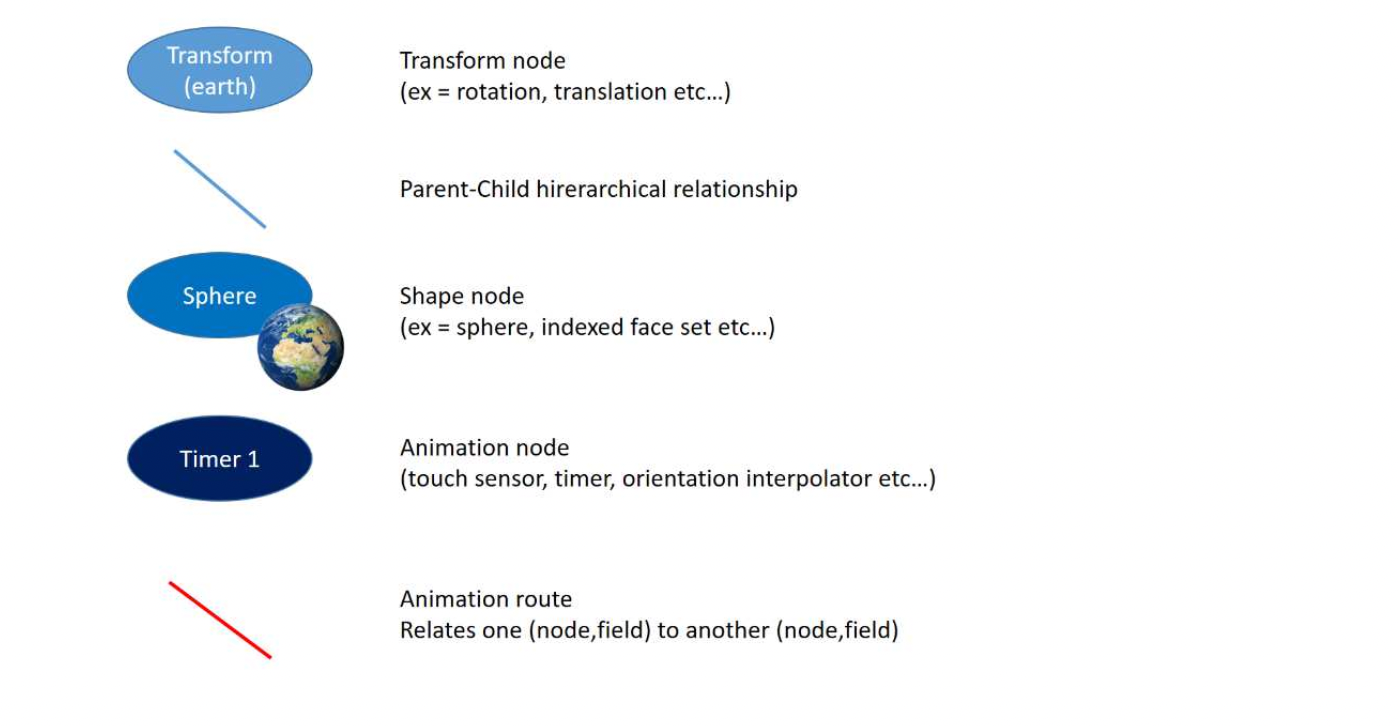 Transform
(earth)
Transform node
(ex = rotation, translation etc...)
Parent-Child hirerarchical relationship
Sphere
Shape node
(ex = sphere, indexed face set etc...)
Timer 1
Animation node
(touch sensor, timer, orientation interpolator etc...)
Animation route
Relates one (node,field) to another (node,field)